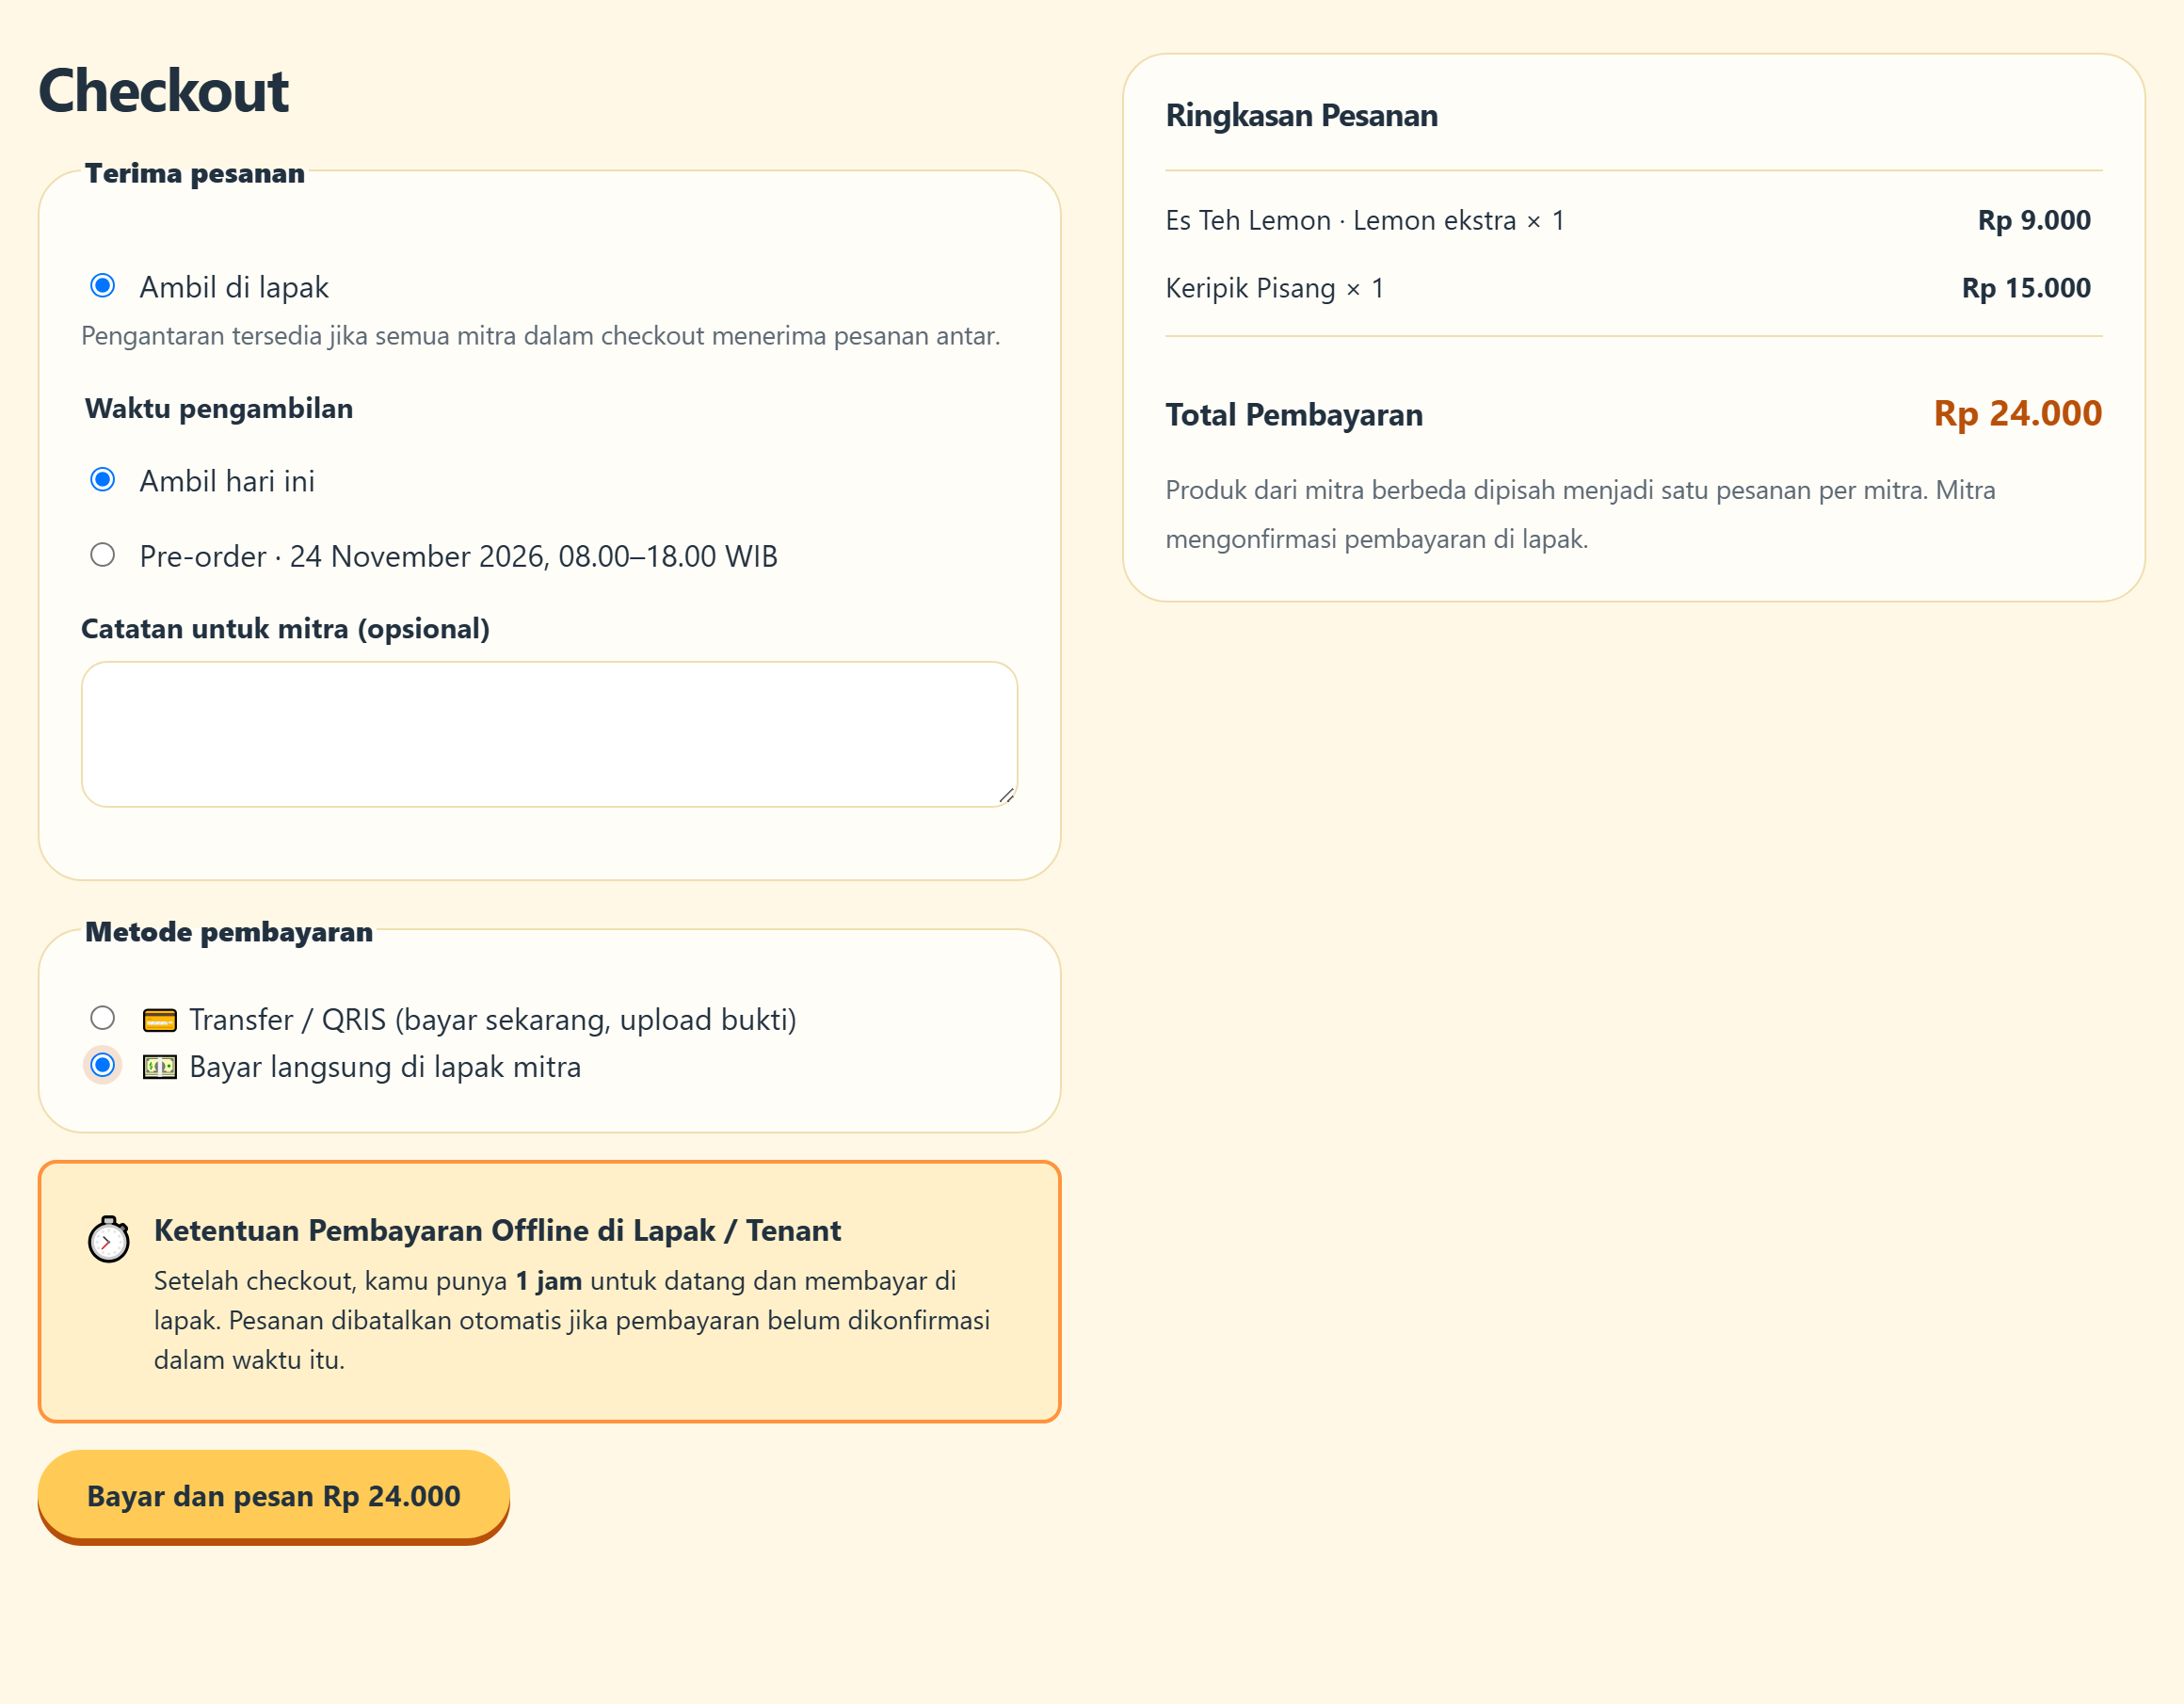 Checkout
Terima pesanan
Ambil di lapak
Pengantaran tersedia jika semua mitra dalam checkout menerima pesanan antar.
Waktu pengambilan
Ambil hari ini
Pre-order · 24 November 2026, 08.00–18.00 WIB
Catatan untuk mitra (opsional)
Metode pembayaran
Transfer / QRIS (bayar sekarang, upload bukti)
Bayar langsung di lapak mitra
Ketentuan Pembayaran Offline di Lapak / Tenant
Setelah checkout, kamu punya 1 jam untuk datang dan membayar di
lapak. Pesanan dibatalkan otomatis jika pembayaran belum dikonfirmasi
dalam waktu itu.
Bayar dan pesan Rp 24.000
Ringkasan Pesanan
Es Teh Lemon · Lemon ekstra × 1 Rp 9.000
Keripik Pisang × 1 Rp 15.000
Total Pembayaran Rp 24.000
Produk dari mitra berbeda dipisah menjadi satu pesanan per mitra. Mitra
mengonfirmasi pembayaran di lapak.